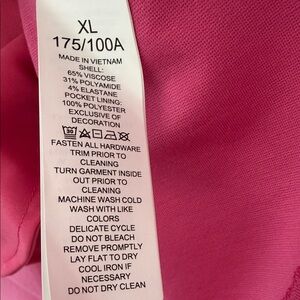 XL
175/100A
MADE IN VIETNAM
SHELL:
65% VISCOSE
31% POLYAMIDE
4% ELASTANE
POCKET LINING:
100% POLYESTER
EXCLUSIVE OF
DECORATION
FASTEN ALL HARDWARE
TRIM PRIOR TO
CLEANING
TURN GARMENT INSIDE
OUT PRIOR TO
CLEANING
MACHINE WASH COLD
WASH WITH LIKE
COLORS
DELICATE CYCLE
DO NOT BLEACH
REMOVE PROMPTLY
LAY FLAT TO DRY
COOL IRON IF
NECESSARY
DO NOT DRY CLEAN